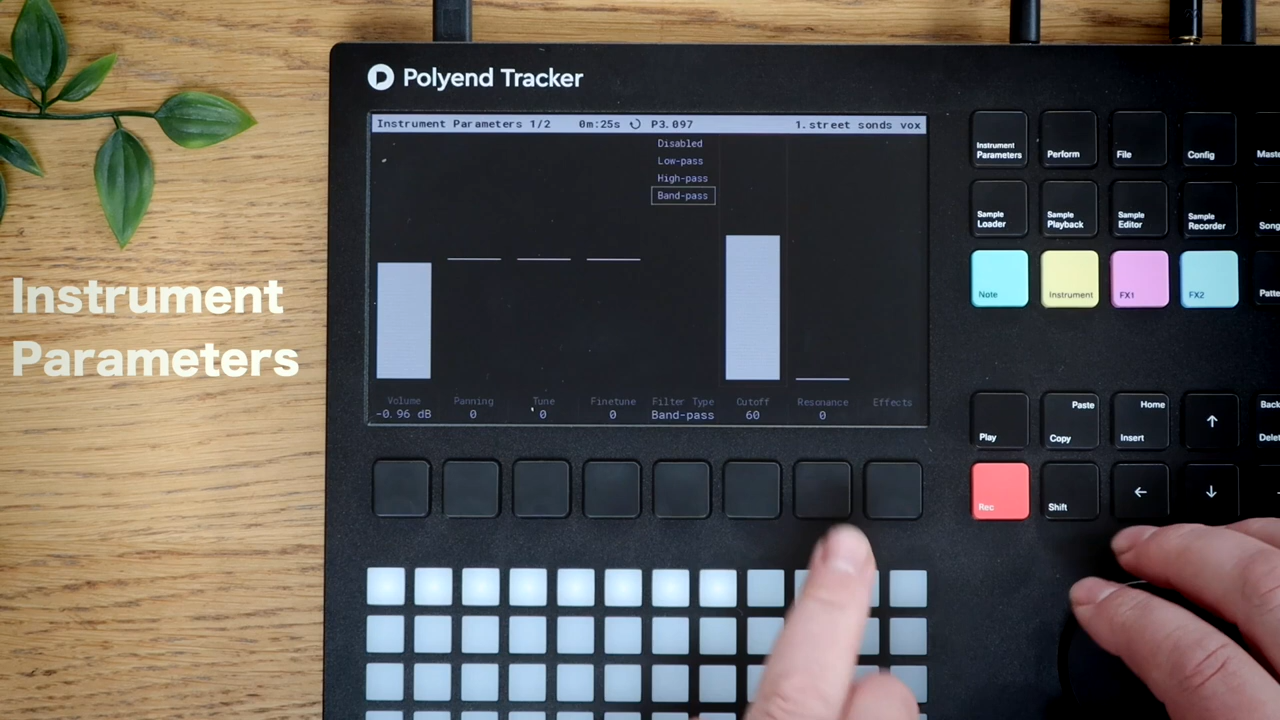 Polyend Tracker
Instrument Parameters 1/2 0m:25s P3.097 1.street sonds vox
Disabled
Low-pass
High-pass
Band-pass
Volume Panning Tune Finetune Filter Type Cutoff Resonance Effects
-0.96 dB 0 0 0 Band-pass 60 0
Instrument
Parameters
Instrument
Parameters
Perform
File
Config
Sample
Loader
Sample
Playback
Sample
Editor
Sample
Recorder
Note
Instrument
FX1
FX2
Play
Paste
Copy
Home
Insert
Back
Rec
Shift